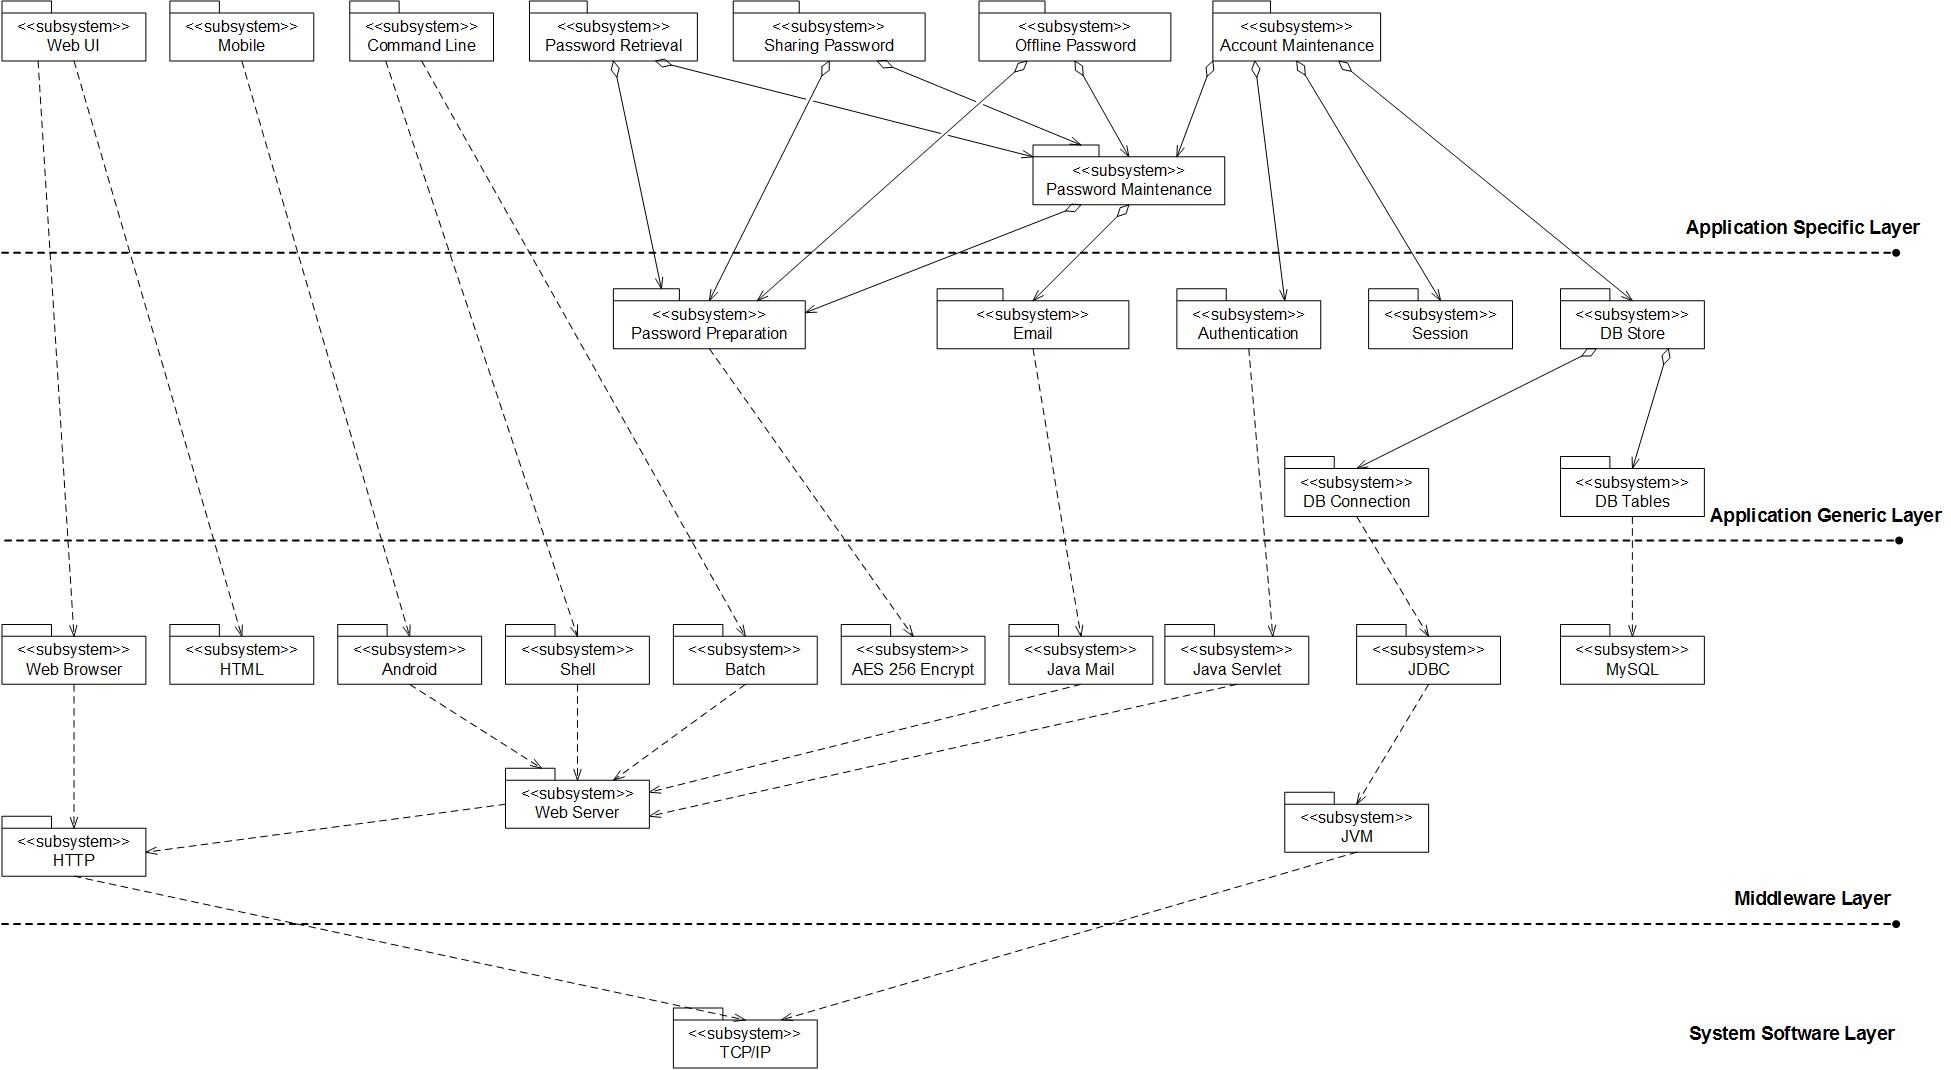 <<subsystem>>
Web UI
<<subsystem>>
Mobile
<<subsystem>>
Command Line
<<subsystem>>
Password Retrieval
<<subsystem>>
Sharing Password
<<subsystem>>
Offline Password
<<subsystem>>
Account Maintenance
<<subsystem>>
Password Maintenance
Application Specific Layer
<<subsystem>>
Password Preparation
<<subsystem>>
Email
<<subsystem>>
Authentication
<<subsystem>>
Session
<<subsystem>>
DB Store
<<subsystem>>
DB Connection
<<subsystem>>
DB Tables
Application Generic Layer
<<subsystem>>
Web Browser
<<subsystem>>
HTML
<<subsystem>>
Android
<<subsystem>>
Shell
<<subsystem>>
Batch
<<subsystem>>
AES 256 Encrypt
<<subsystem>>
Java Mail
<<subsystem>>
Java Servlet
<<subsystem>>
JDBC
<<subsystem>>
MySQL
<<subsystem>>
Web Server
<<subsystem>>
JVM
<<subsystem>>
HTTP
Middleware Layer
<<subsystem>>
TCP/IP
System Software Layer